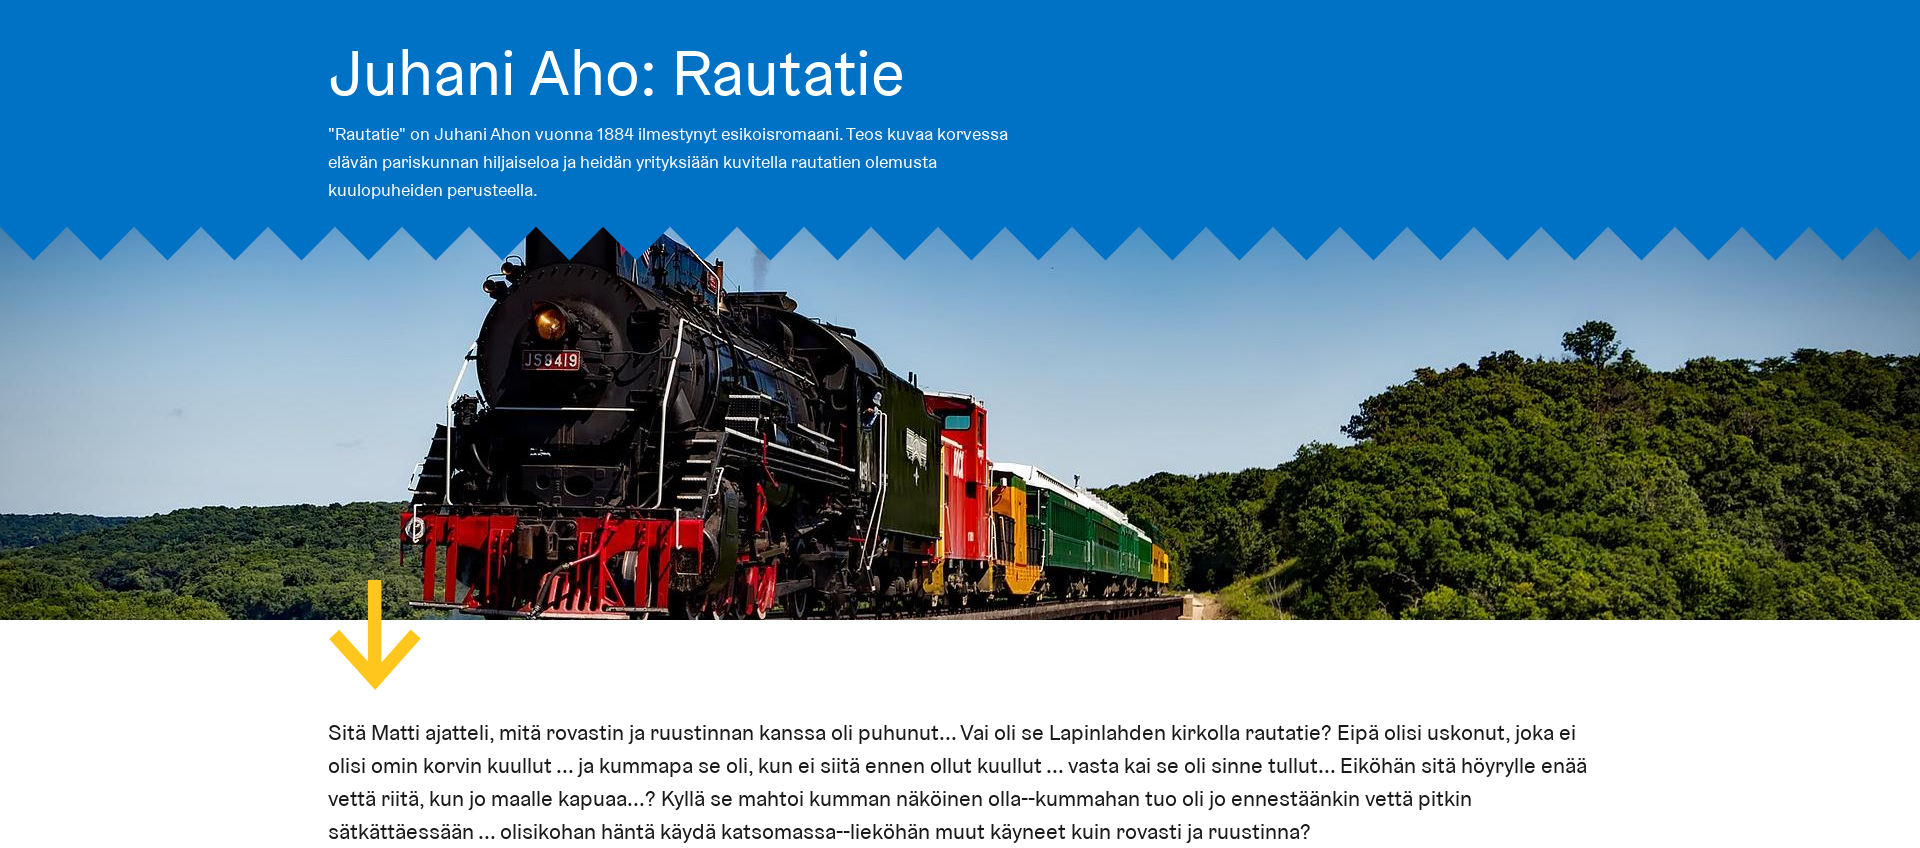 Juhani Aho: Rautatie
"Rautatie" on Juhani Ahon vuonna 1884 ilmestynyt esikoisromaani. Teos kuvaa korvessa
elävän pariskunnan hiljaiseloa ja heidän yrityksiään kuvitella rautatien olemusta
kuulopuheiden perusteella.
JS8419
Sitä Matti ajatteli, mitä rovastin ja ruustinnan kanssa oli puhunut... Vai oli se Lapinlahden kirkolla rautatie? Eipä olisi uskonut, joka ei
olisi omin korvin kuullut ... ja kummapa se oli, kun ei siitä ennen ollut kuullut ... vasta kai se oli sinne tullut... Eiköhän sitä höyrylle enää
vettä riitä, kun jo maalle kapuaa...? Kyllä se mahtoi kumman näköinen olla--kummahan tuo oli jo ennestäänkin vettä pitkin
sätkättäessään ... olisikohan häntä käydä katsomassa--lieköhän muut käyneet kuin rovasti ja ruustinna?